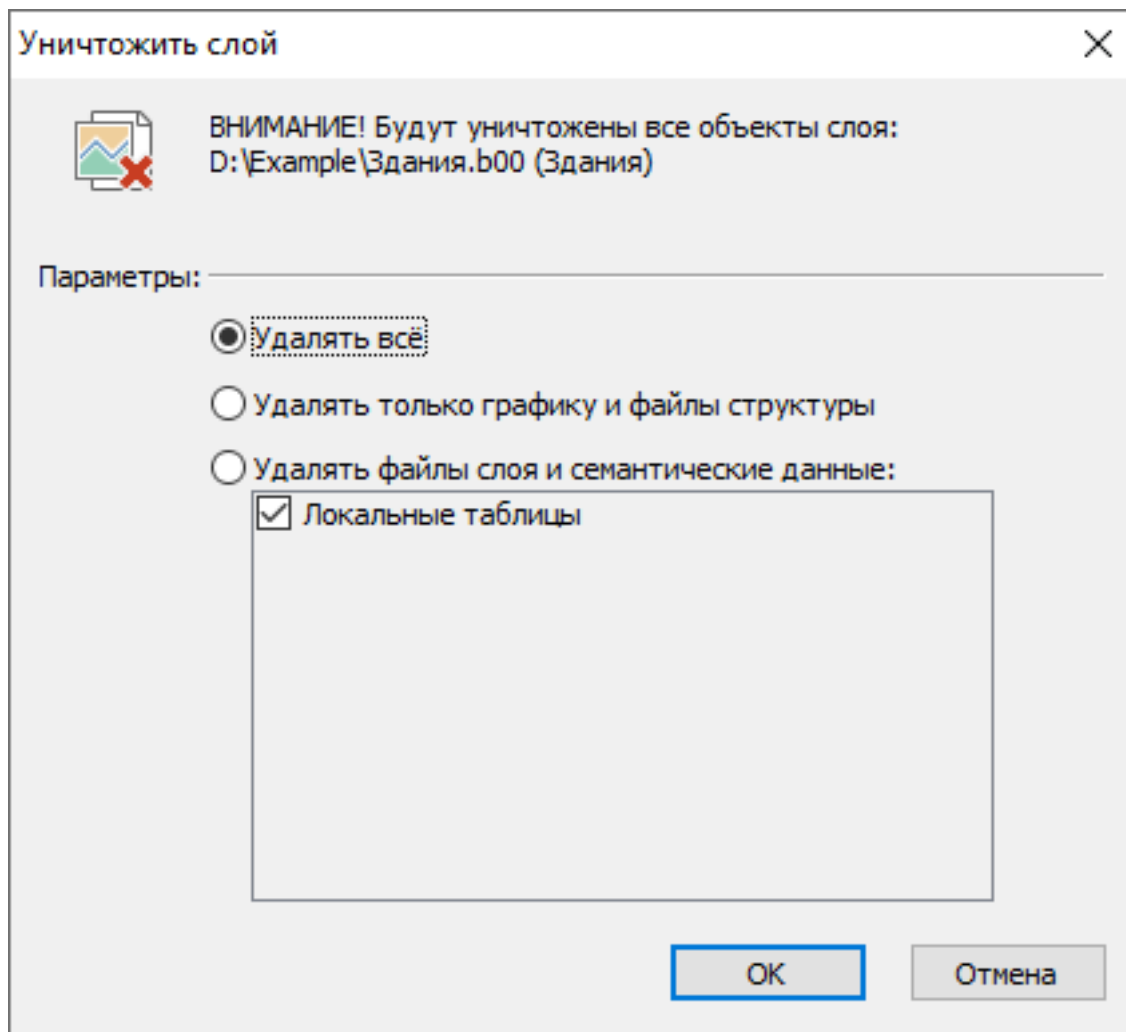 Уничтожить слой
ВНИМАНИЕ! Будут уничтожены все объекты слоя:
D:\Example\Здания.b00 (Здания)
Параметры:
Удалять всё
Удалять только графику и файлы структуры
Удалять файлы слоя и семантические данные:
Локальные таблицы
OK
Отмена